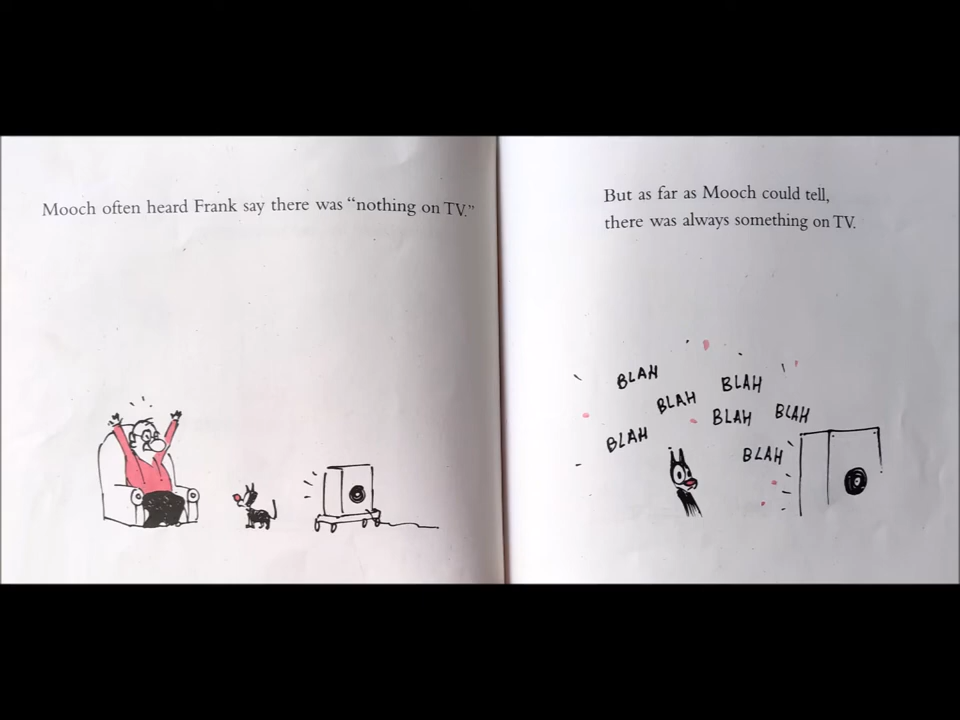 Mooch often heard Frank say there was “nothing on TV.”
But as far as Mooch could tell,
there was always something on TV.
BLAH
BLAH
BLAH
BLAH
BLAH
BLAH
BLAH